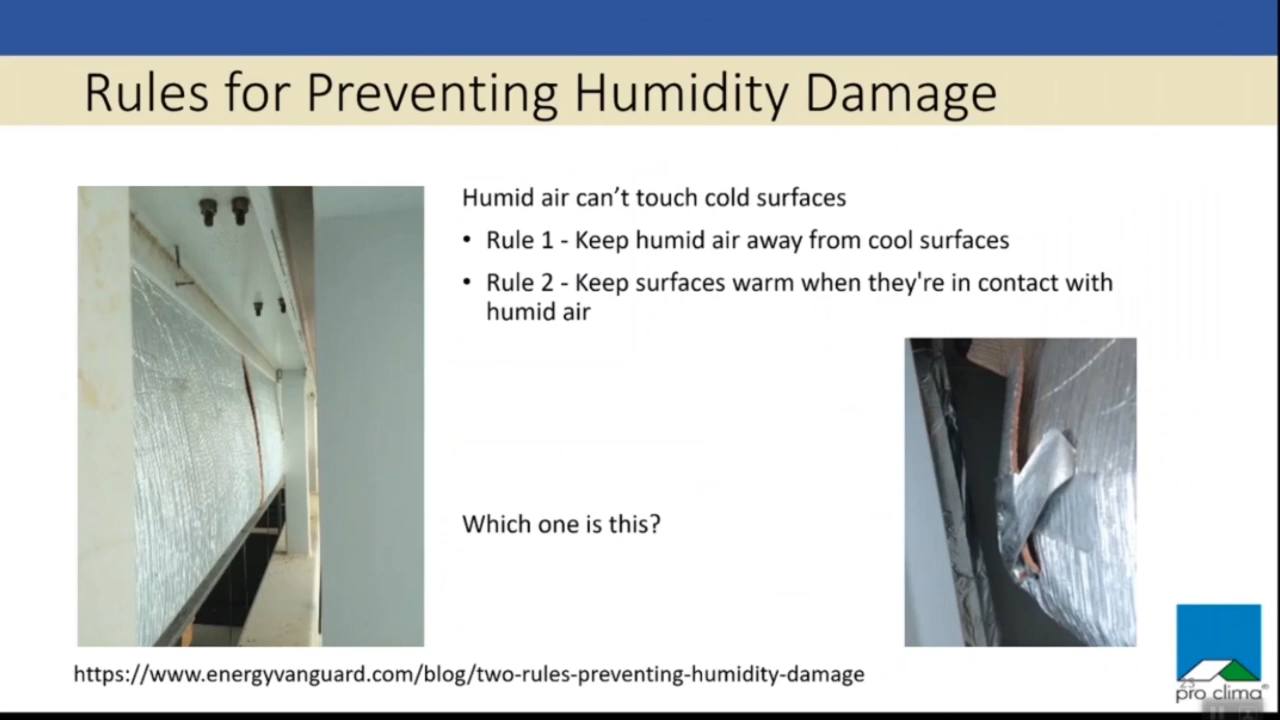 Rules for Preventing Humidity Damage
Humid air can’t touch cold surfaces
• Rule 1 - Keep humid air away from cool surfaces
• Rule 2 - Keep surfaces warm when they're in contact with
humid air
Which one is this?
https://www.energyvanguard.com/blog/two-rules-preventing-humidity-damage
23
pro clima®